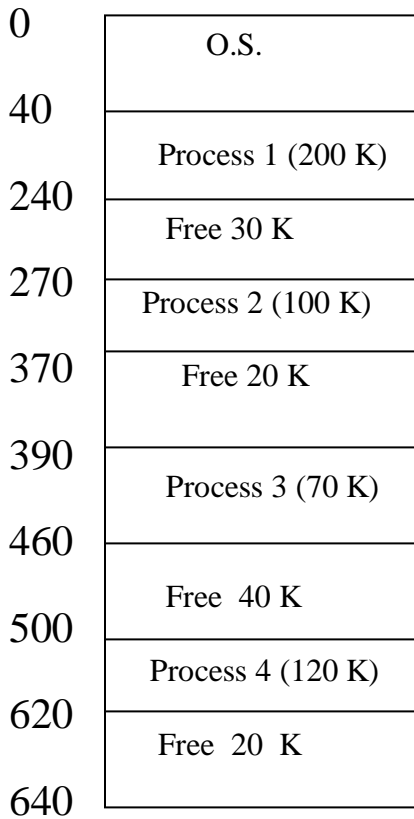 0
O.S.
40
Process 1 (200 K)
240
Free 30 K
270
Process 2 (100 K)
370
Free 20 K
390
Process 3 (70 K)
460
Free 40 K
500
Process 4 (120 K)
620
Free 20 K
640